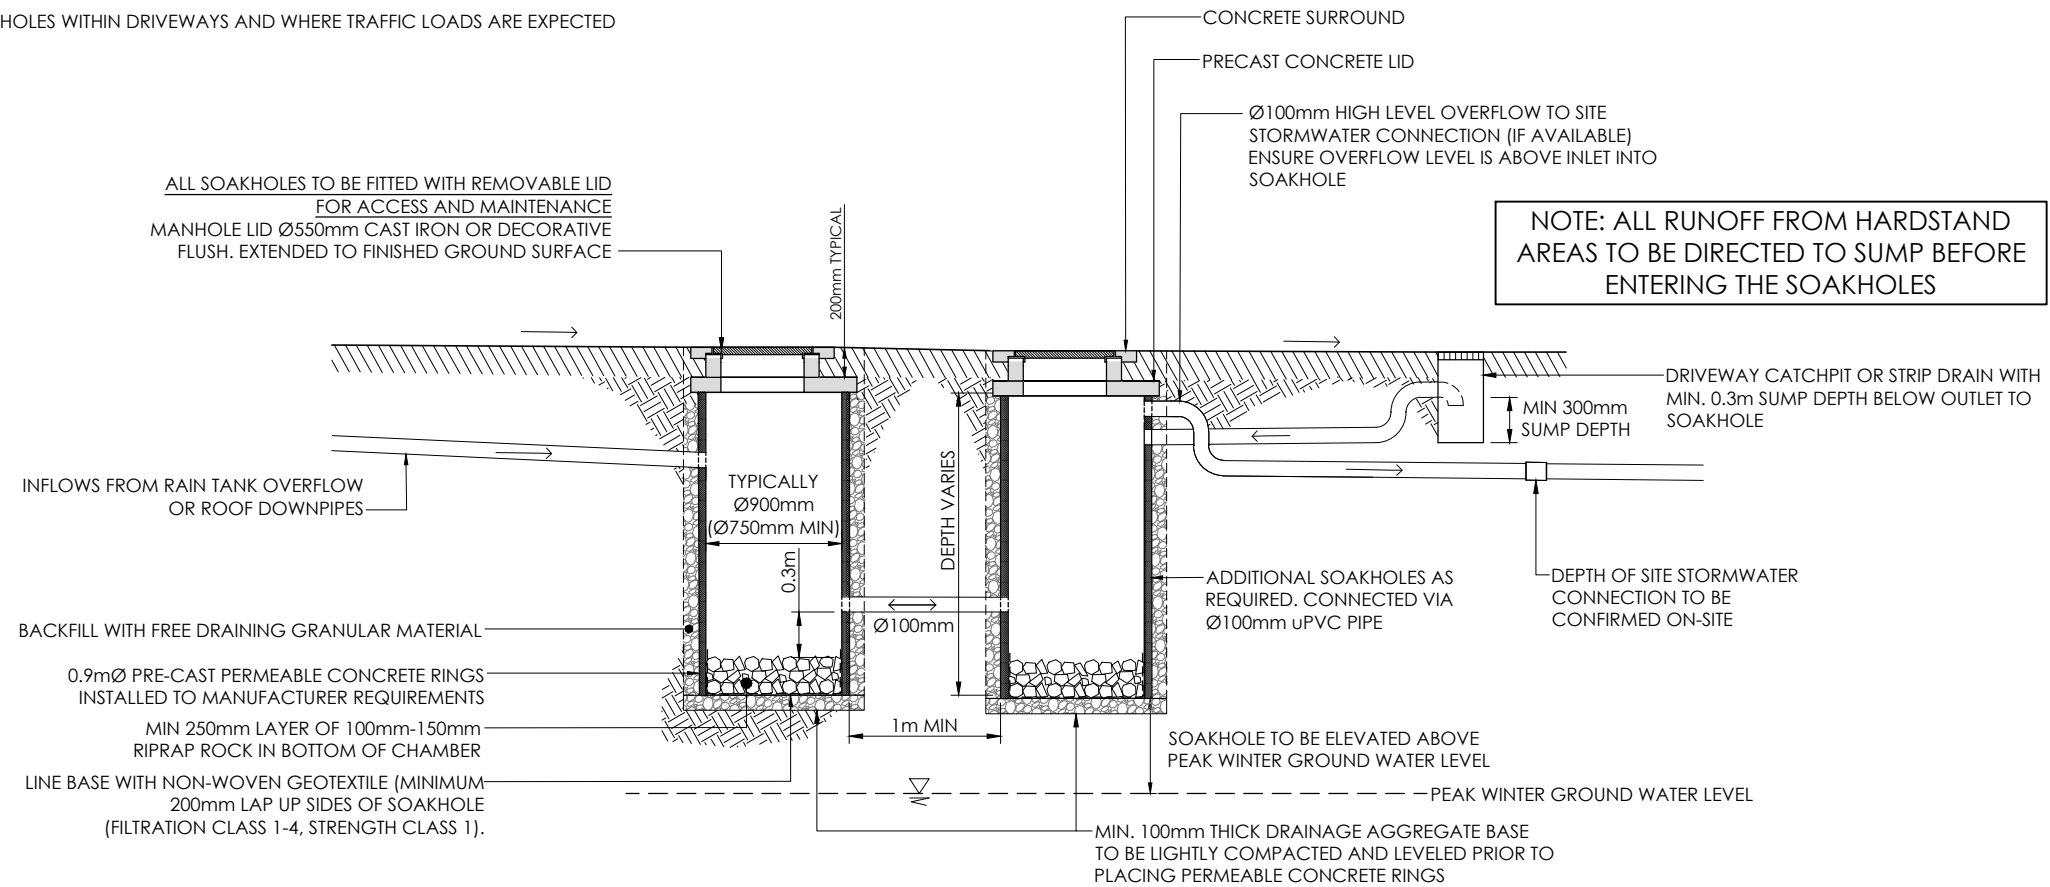 HOLES WITHIN DRIVEWAYS AND WHERE TRAFFIC LOADS ARE EXPECTED
CONCRETE SURROUND
PRECAST CONCRETE LID
Ø100mm HIGH LEVEL OVERFLOW TO SITE
STORMWATER CONNECTION (IF AVAILABLE)
ENSURE OVERFLOW LEVEL IS ABOVE INLET INTO
SOAKHOLE
ALL SOAKHOLES TO BE FITTED WITH REMOVABLE LID
FOR ACCESS AND MAINTENANCE
MANHOLE LID Ø550mm CAST IRON OR DECORATIVE
FLUSH. EXTENDED TO FINISHED GROUND SURFACE
200mm TYPICAL
NOTE: ALL RUNOFF FROM HARDSTAND
AREAS TO BE DIRECTED TO SUMP BEFORE
ENTERING THE SOAKHOLES
DRIVEWAY CATCHPIT OR STRIP DRAIN WITH
MIN. 0.3m SUMP DEPTH BELOW OUTLET TO
SOAKHOLE
MIN 300mm
SUMP DEPTH
INFLOWS FROM RAIN TANK OVERFLOW
OR ROOF DOWNPIPES
TYPICALLY
Ø900mm
(Ø750mm MIN)
0.3m
DEPTH VARIES
Ø100mm
ADDITIONAL SOAKHOLES AS
REQUIRED. CONNECTED VIA
Ø100mm uPVC PIPE
DEPTH OF SITE STORMWATER
CONNECTION TO BE
CONFIRMED ON-SITE
BACKFILL WITH FREE DRAINING GRANULAR MATERIAL
0.9mØ PRE-CAST PERMEABLE CONCRETE RINGS
INSTALLED TO MANUFACTURER REQUIREMENTS
MIN 250mm LAYER OF 100mm-150mm
RIPRAP ROCK IN BOTTOM OF CHAMBER
LINE BASE WITH NON-WOVEN GEOTEXTILE (MINIMUM
200mm LAP UP SIDES OF SOAKHOLE
(FILTRATION CLASS 1-4, STRENGTH CLASS 1).
1m MIN
SOAKHOLE TO BE ELEVATED ABOVE
PEAK WINTER GROUND WATER LEVEL
PEAK WINTER GROUND WATER LEVEL
MIN. 100mm THICK DRAINAGE AGGREGATE BASE
TO BE LIGHTLY COMPACTED AND LEVELED PRIOR TO
PLACING PERMEABLE CONCRETE RINGS